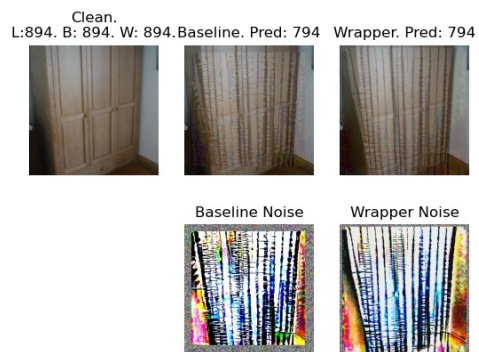 Clean.
L:894. B: 894. W: 894.
Baseline. Pred: 794
Wrapper. Pred: 794
Baseline Noise
Wrapper Noise